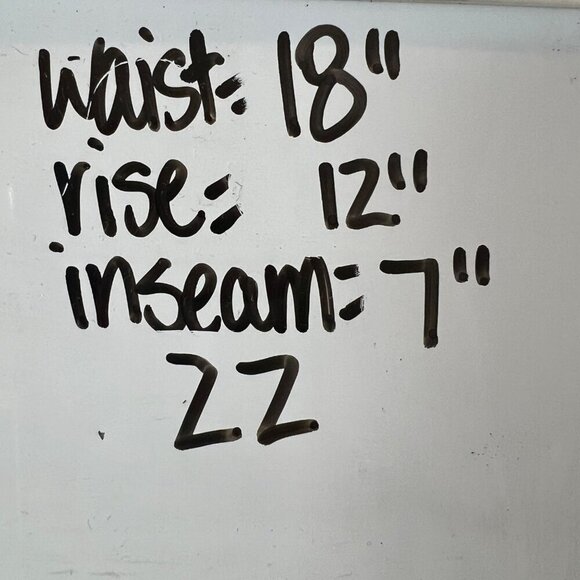 waist= 18"
rise= 12"
inseam= 7"
22